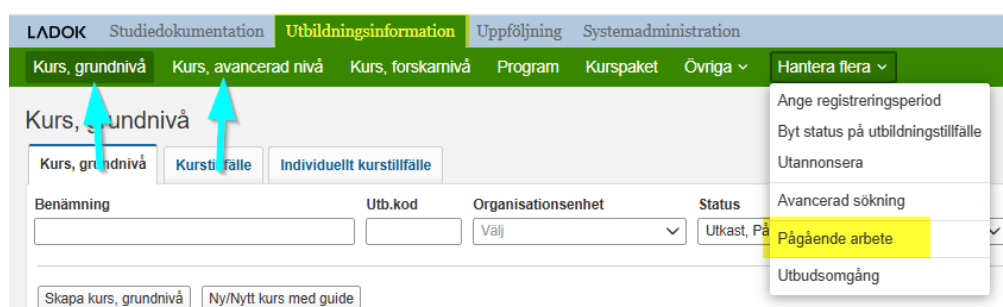 LADOK Studiedokumentation Utbildningsinformation Uppföljning Systemadministration
Kurs, grundnivå Kurs, avancerad nivå Kurs, forskarnivå Program Kurspaket Övriga Hantera flera
Ange registreringsperiod
Byt status på utbildningstillfälle
Utannonsera
Avancerad sökning
Pågående arbete
Utbudsomgång
Kurs, grundnivå
Kurs, grundnivå Kurstillfälle Individuellt kurstillfälle
Benämning Utb.kod Organisationsenhet Status
Välj Utkast, På
Skapa kurs, grundnivå Ny/Nytt kurs med guide